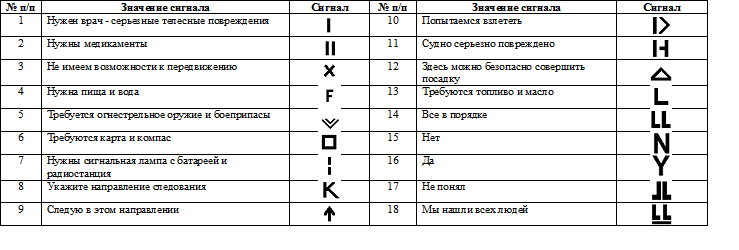 № п/п Значение сигнала Сигнал № п/п Значение сигнала Сигнал
1 Нужен врач - серьезные телесные повреждения I 10 Попытаемся взлететь
2 Нужны медикаменты II 11 Судно серьезно повреждено
3 Не имеем возможности к передвижению X 12 Здесь можно безопасно совершить
посадку
4 Нужна пища и вода F 13 Требуются топливо и масло L
5 Требуется огнестрельное оружие и боеприпасы 14 Все в порядке LL
6 Требуются карта и компас 15 Нет N
7 Нужны сигнальная лампа с батареей и 16 Да Y
радиостанция
8 Укажите направление следования K 17 Не понял JL
9 Следую в этом направлении 18 Мы нашли всех людей LL